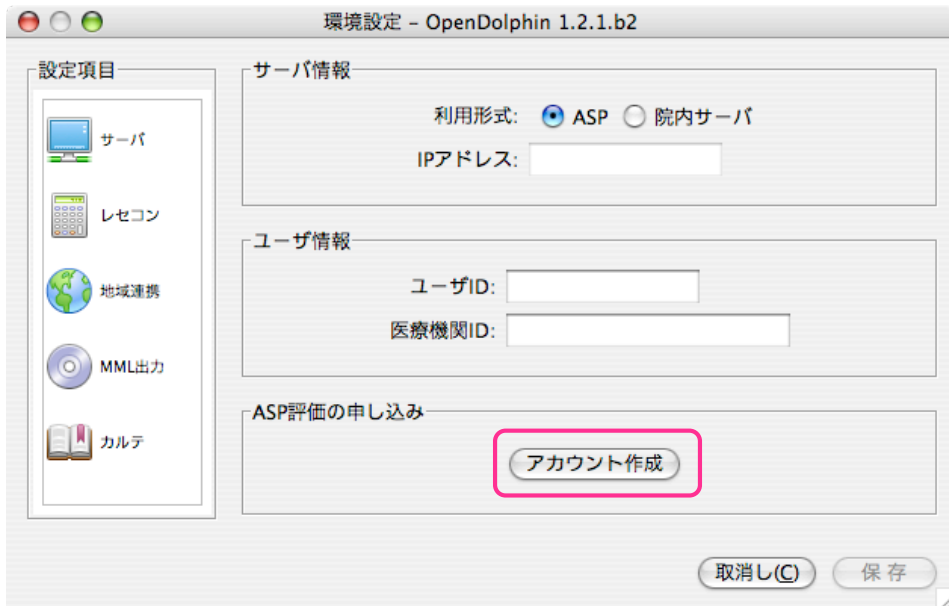 環境設定 – OpenDolphin 1.2.1.b2
設定項目
サーバ
レセコン
地域連携
MML出力
カルテ
サーバ情報
利用形式: ASP 院内サーバ
IPアドレス:
ユーザ情報
ユーザID:
医療機関ID:
ASP評価の申し込み
アカウント作成
取消し(C) 保存